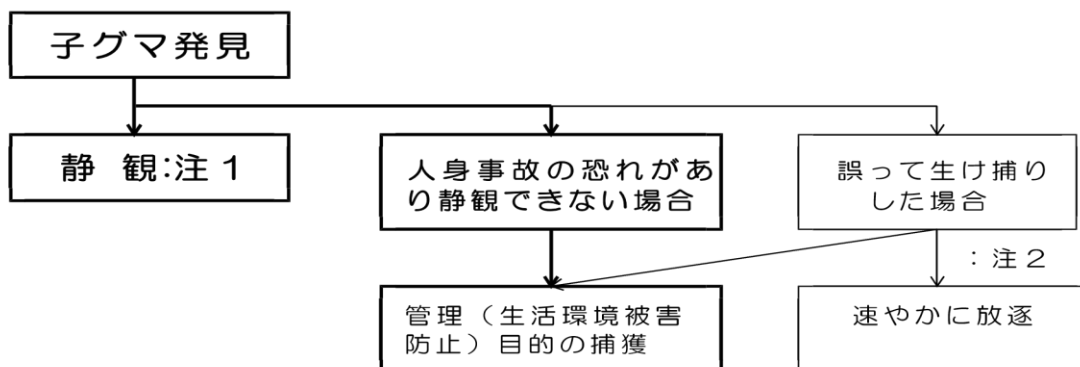 子グマ発見
静 観:注1
人身事故の恐れがあ
り静観できない場合
誤って生け捕り
した場合
:注2
管理(生活環境被害
防止)目的の捕獲
速やかに放逐